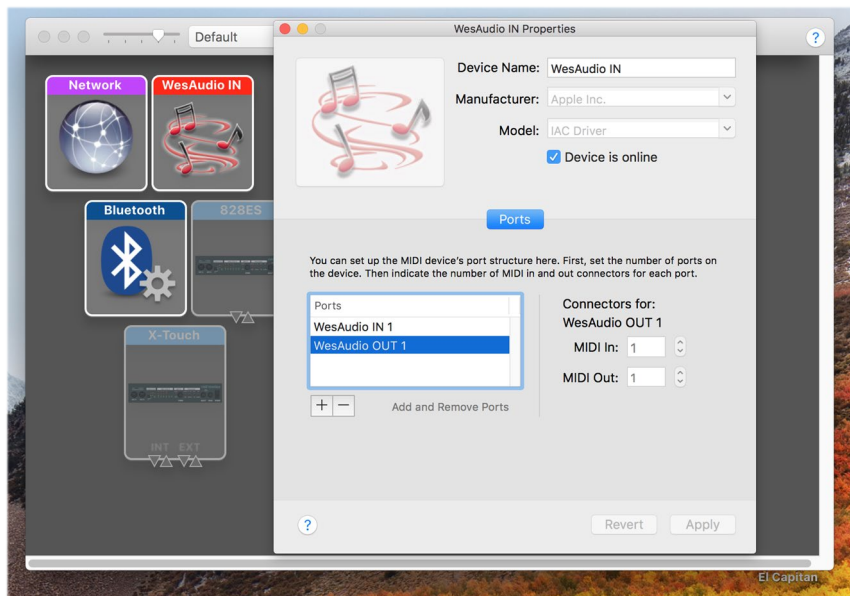 Default
WesAudio IN Properties
?
Network
WesAudio IN
Bluetooth
828ES
X-Touch
INT EXT
Device Name: WesAudio IN
Manufacturer: Apple Inc.
Model: IAC Driver
Device is online
Ports
You can set up the MIDI device's port structure here. First, set the number of ports on
the device. Then indicate the number of MIDI in and out connectors for each port.
Ports
WesAudio IN 1
WesAudio OUT 1
+ − Add and Remove Ports
Connectors for:
WesAudio OUT 1
MIDI In: 1
MIDI Out: 1
?
Revert
Apply
El Capitan